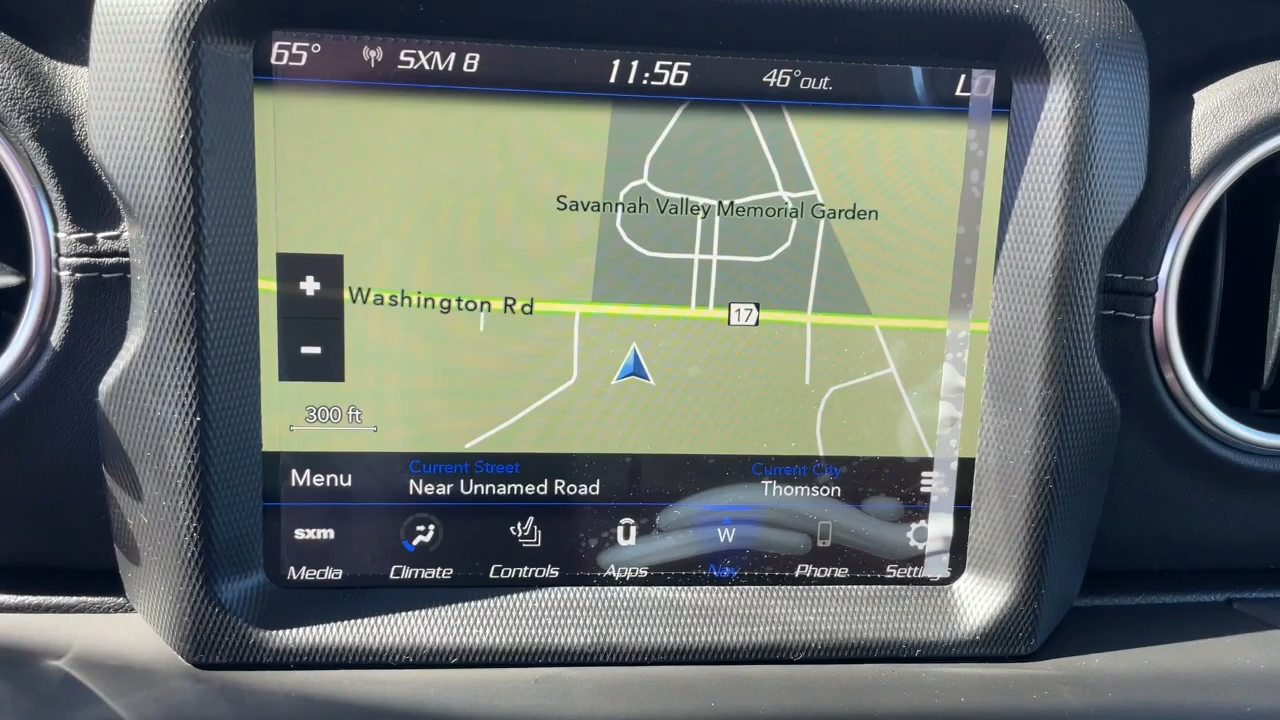 65° SXM 8 11:56 46°out.
Savannah Valley Memorial Garden
Washington Rd
17
300 ft
Menu
Current Street
Near Unnamed Road
Current City
Thomson
sxm
ū
W
Media Climate Controls Apps Nav Phone Settings